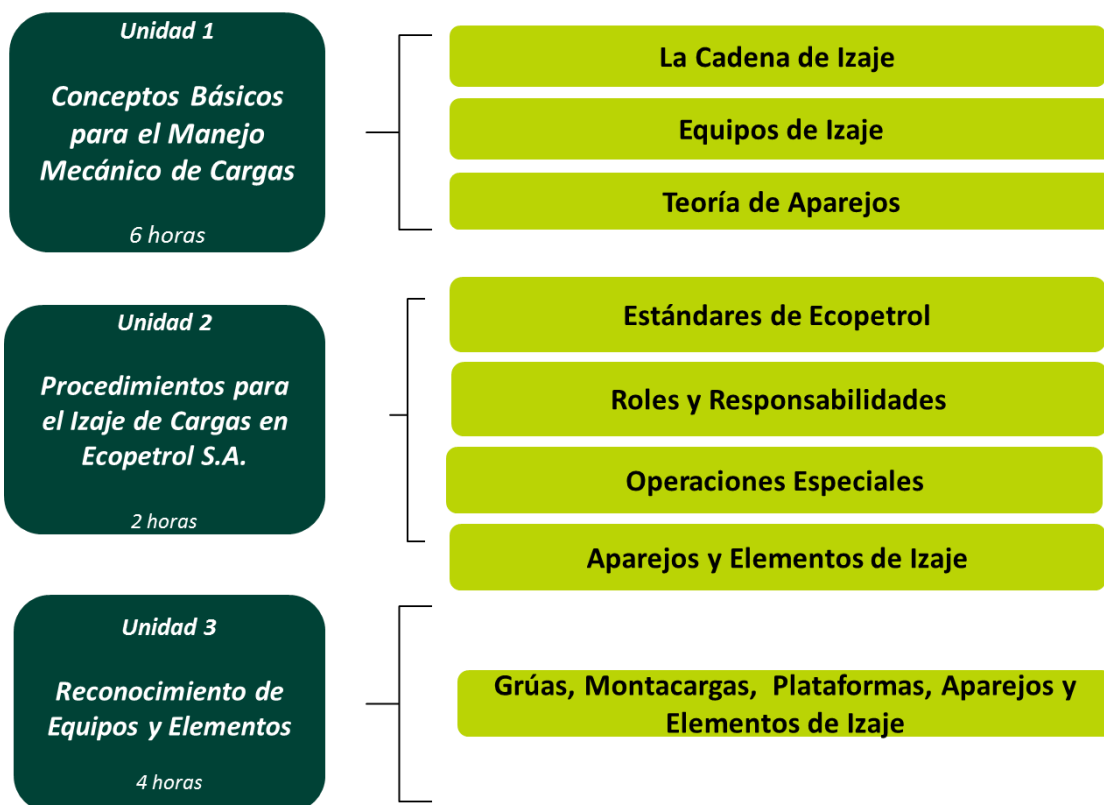 Unidad 1
Conceptos Básicos
para el Manejo
Mecánico de Cargas
6 horas
La Cadena de Izaje
Equipos de Izaje
Teoría de Aparejos
Unidad 2
Procedimientos para
el Izaje de Cargas en
Ecopetrol S.A.
2 horas
Estándares de Ecopetrol
Roles y Responsabilidades
Operaciones Especiales
Aparejos y Elementos de Izaje
Unidad 3
Reconocimiento de
Equipos y Elementos
4 horas
Grúas, Montacargas, Plataformas, Aparejos y
Elementos de Izaje